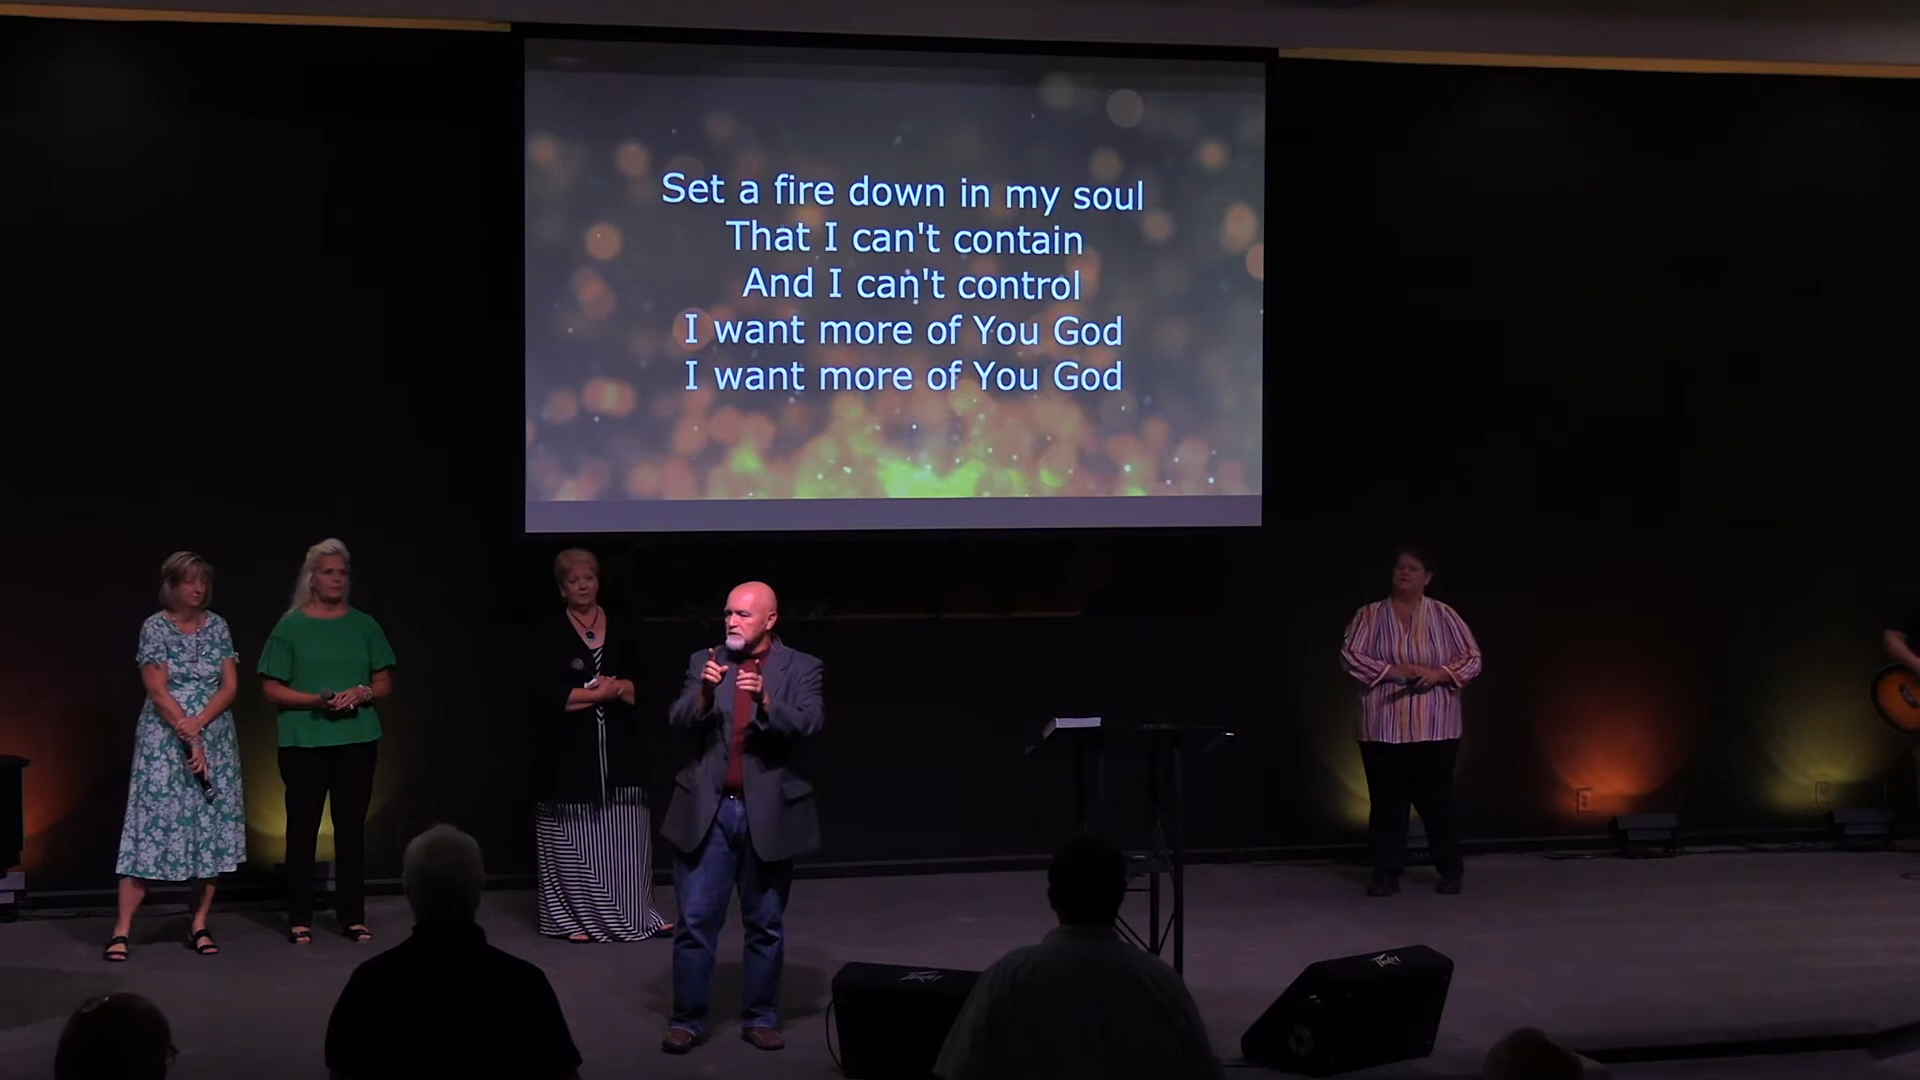 Set a fire down in my soul
That I can't contain
And I can't control
I want more of You God
I want more of You God